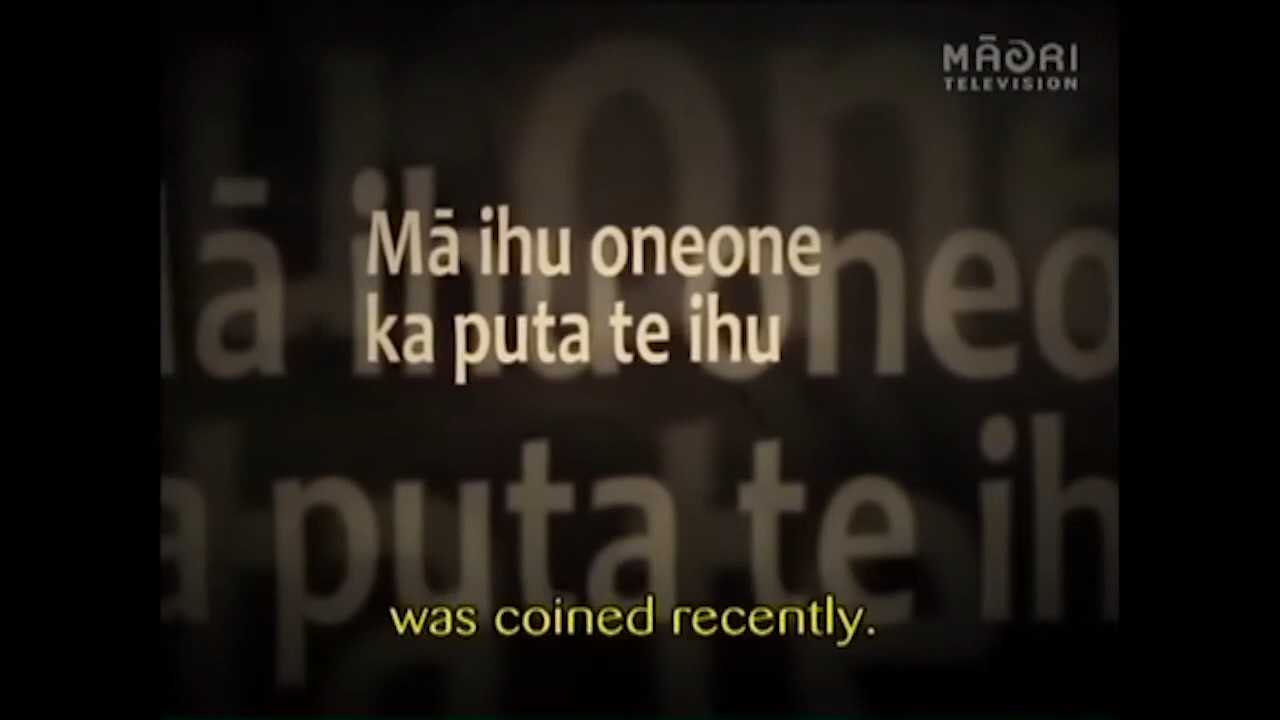 MĀORI
TELEVISION
Mā ihu oneone
ka puta te ihu
was coined recently.